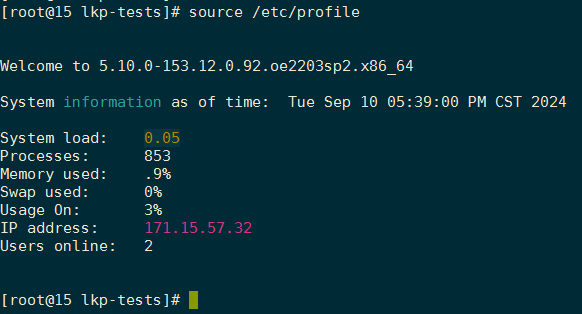 [root@15 lkp-tests]# source /etc/profile
Welcome to 5.10.0-153.12.0.92.oe2203sp2.x86_64
System information as of time:  Tue Sep 10 05:39:00 PM CST 2024
System load:    0.05
Processes:      853
Memory used:    .9%
Swap used:      0%
Usage On:       3%
IP address:     171.15.57.32
Users online:   2
[root@15 lkp-tests]#